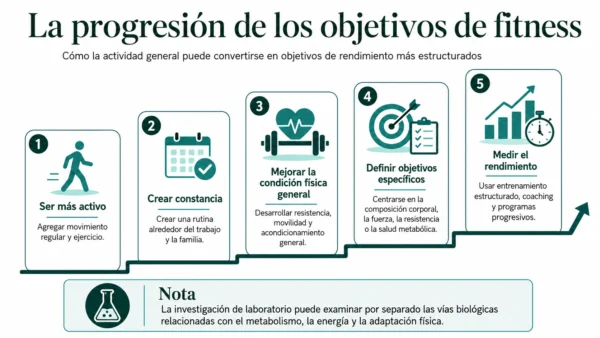 La progresión de los objetivos de fitness
Cómo la actividad general puede convertirse en objetivos de rendimiento más estructurados
1
Ser más activo
Agregar movimiento
regular y ejercicio.
2
Crear constancia
Crear una rutina
alrededor del trabajo
y la familia.
3
Mejorar la
condición física
general
Desarrollar resistencia,
movilidad y
acondicionamiento
general.
4
Definir objetivos
específicos
Centrarse en la
composición corporal,
la fuerza, la resistencia
o la salud metabólica.
5
Medir el
rendimiento
Usar entrenamiento
estructurado, coaching
y programas
progresivos.
Nota
La investigación de laboratorio puede examinar por separado las vías biológicas
relacionadas con el metabolismo, la energía y la adaptación física.